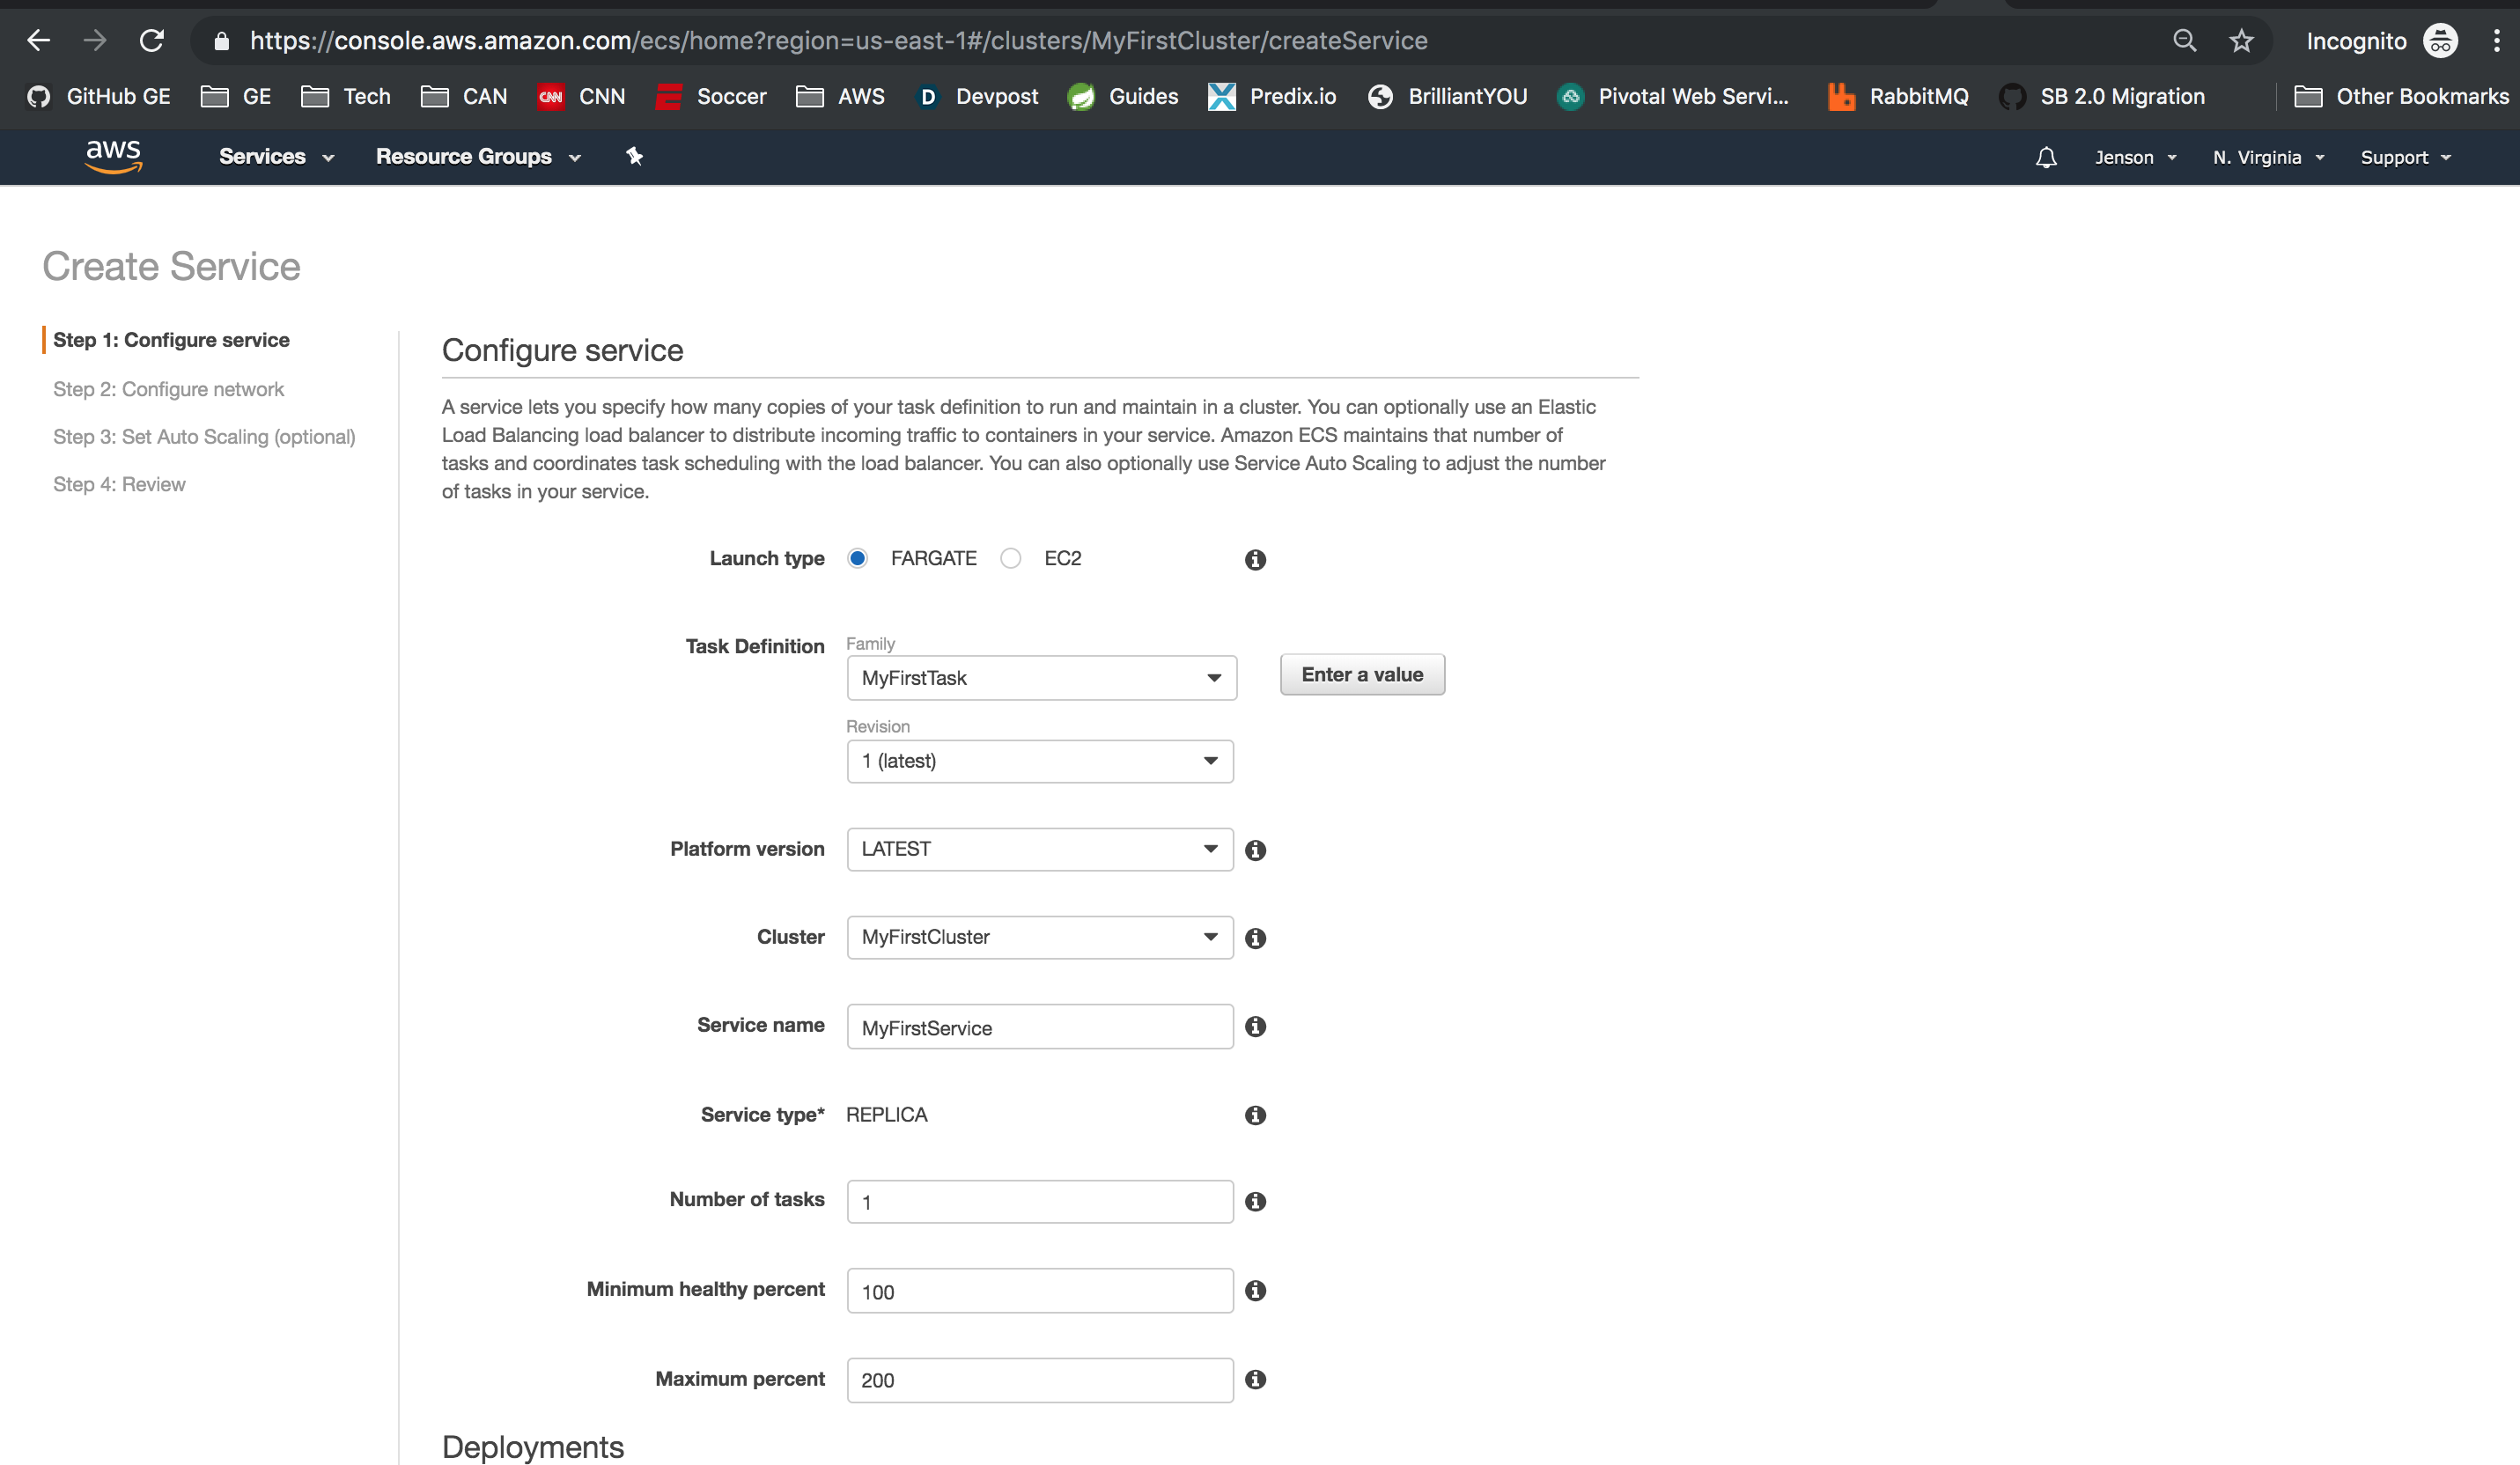 https://console.aws.amazon.com/ecs/home?region=us-east-1#/clusters/MyFirstCluster/createService
Incognito
GitHub GE
GE
Tech
CAN
CNN
CNN
Soccer
AWS
D
Devpost
Guides
Predix.io
BrilliantYOU
Pivotal Web Servi...
RabbitMQ
SB 2.0 Migration
Other Bookmarks
aws
Services
Resource Groups
Jenson
N. Virginia
Support
Create Service
Step 1: Configure service
Step 2: Configure network
Step 3: Set Auto Scaling (optional)
Step 4: Review
Configure service
A service lets you specify how many copies of your task definition to run and maintain in a cluster. You can optionally use an Elastic
Load Balancing load balancer to distribute incoming traffic to containers in your service. Amazon ECS maintains that number of
tasks and coordinates task scheduling with the load balancer. You can also optionally use Service Auto Scaling to adjust the number
of tasks in your service.
Launch type
FARGATE
EC2
Task Definition
Family
MyFirstTask
Enter a value
Revision
1 (latest)
Platform version
LATEST
Cluster
MyFirstCluster
Service name
MyFirstService
Service type*
REPLICA
Number of tasks
1
Minimum healthy percent
100
Maximum percent
200
Deployments